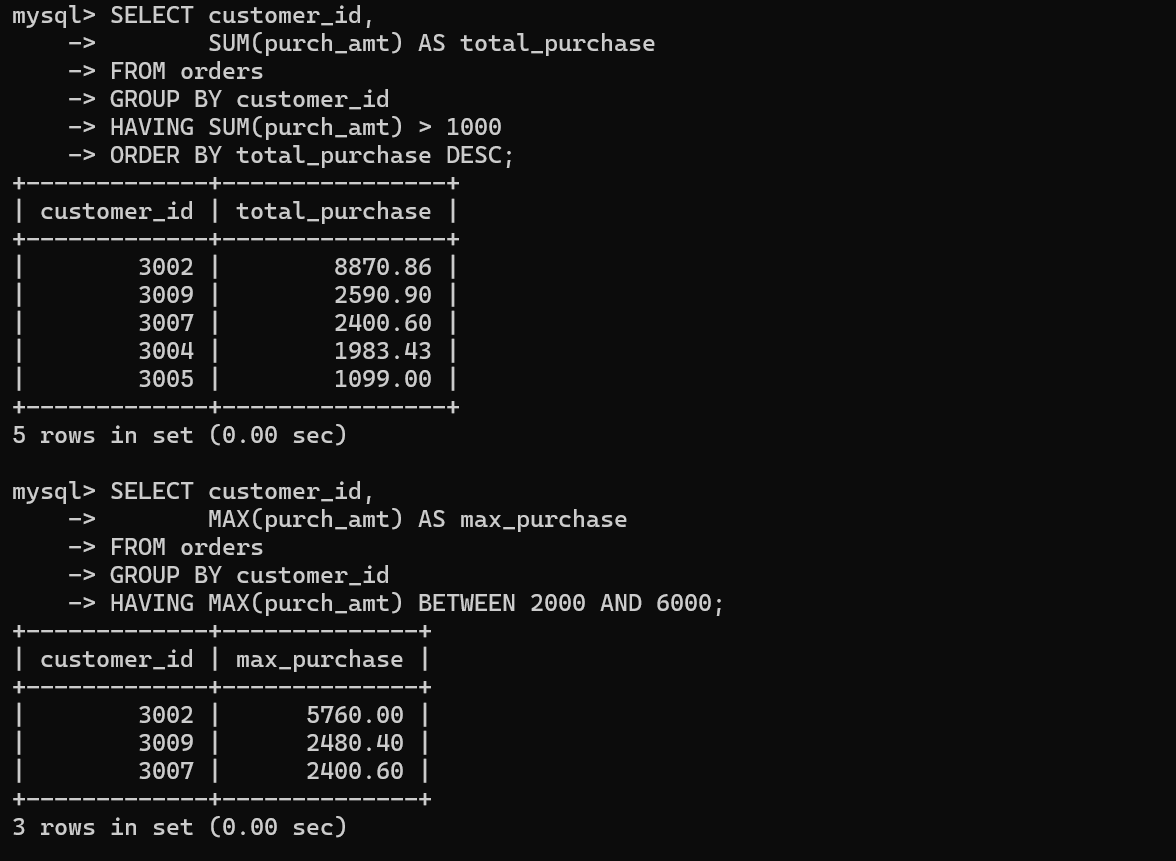 mysql> SELECT customer_id,
    ->        SUM(purch_amt) AS total_purchase
    -> FROM orders
    -> GROUP BY customer_id
    -> HAVING SUM(purch_amt) > 1000
    -> ORDER BY total_purchase DESC;
+-------------+----------------+
| customer_id | total_purchase |
+-------------+----------------+
|        3002 |        8870.86 |
|        3009 |        2590.90 |
|        3007 |        2400.60 |
|        3004 |        1983.43 |
|        3005 |        1099.00 |
+-------------+----------------+
5 rows in set (0.00 sec)

mysql> SELECT customer_id,
    ->        MAX(purch_amt) AS max_purchase
    -> FROM orders
    -> GROUP BY customer_id
    -> HAVING MAX(purch_amt) BETWEEN 2000 AND 6000;
+-------------+--------------+
| customer_id | max_purchase |
+-------------+--------------+
|        3002 |      5760.00 |
|        3009 |      2480.40 |
|        3007 |      2400.60 |
+-------------+--------------+
3 rows in set (0.00 sec)